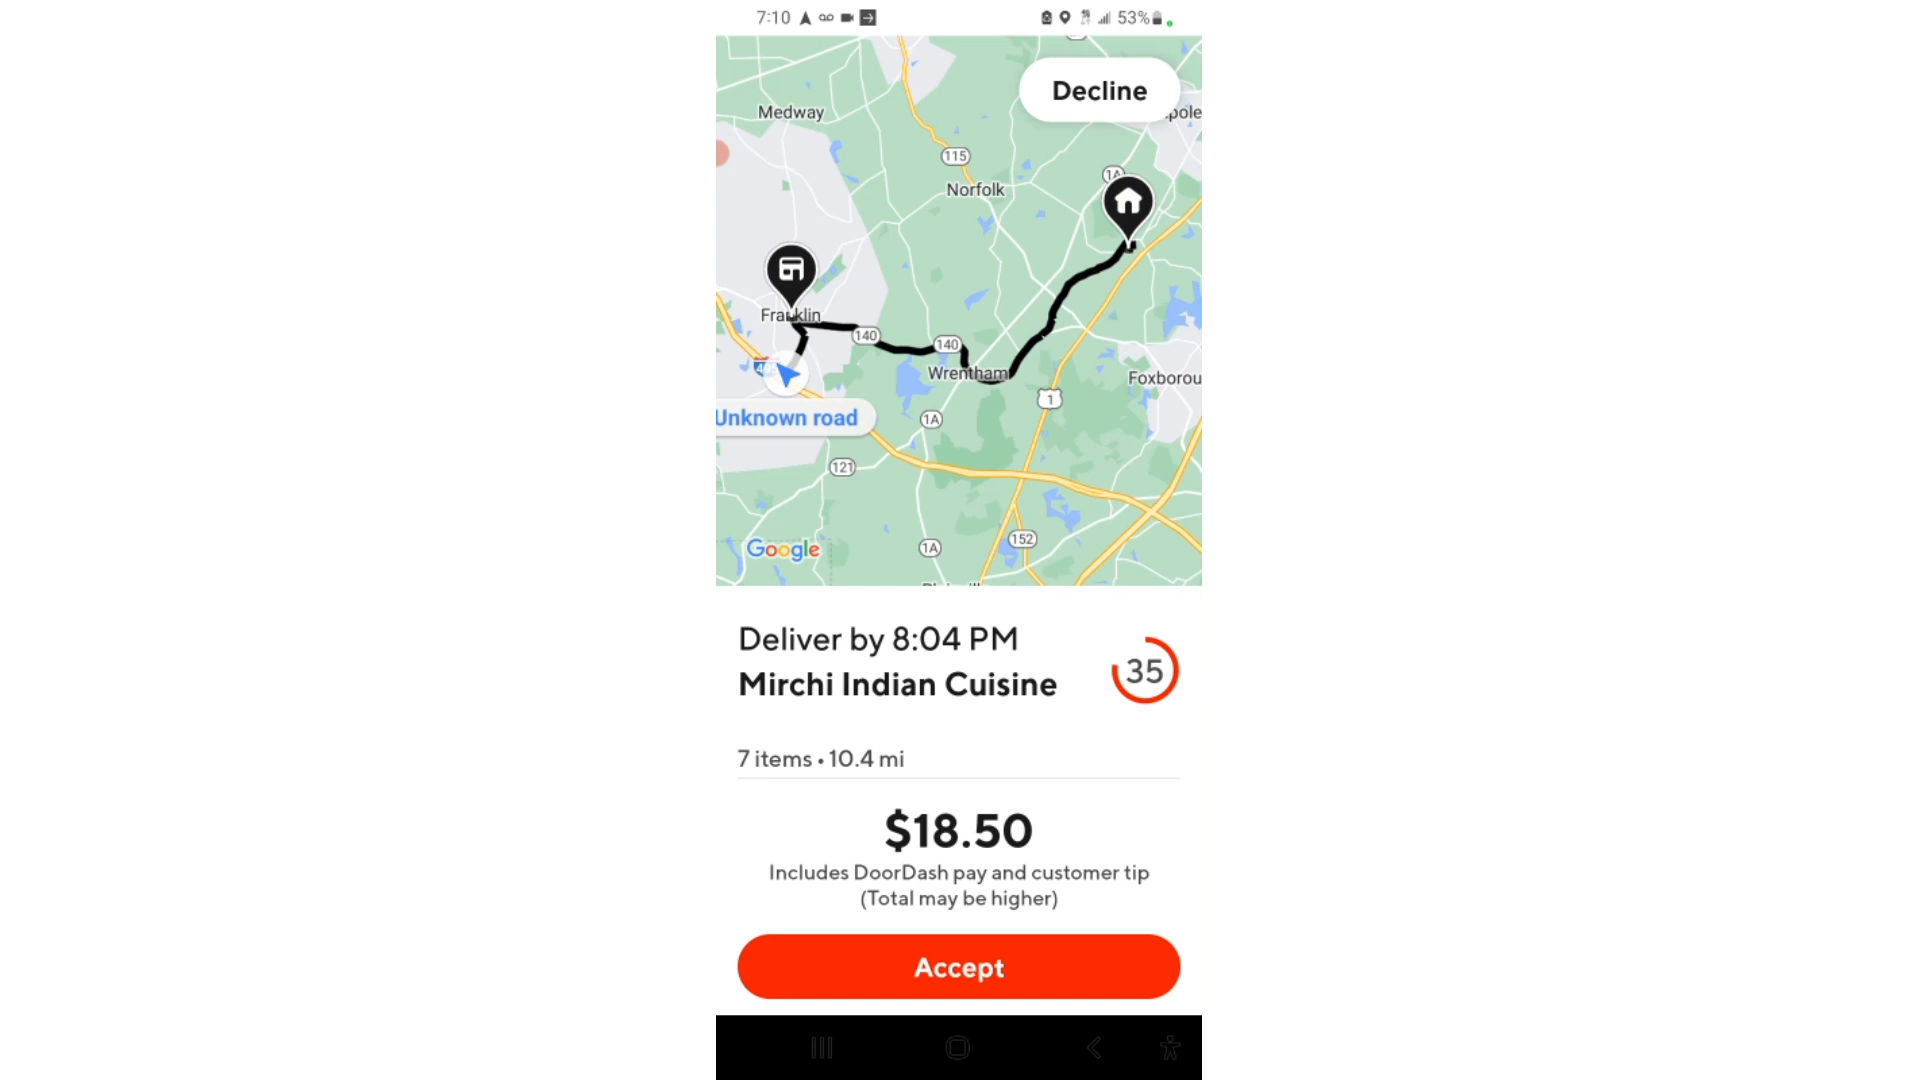 7:10
53%
Decline
Medway
pole
115
Norfolk
1A
Franklin
140
140
Wrentham
Foxborou
1
Unknown road
1A
121
Google
1A
152
Deliver by 8:04 PM
Mirchi Indian Cuisine
35
7 items • 10.4 mi
$18.50
Includes DoorDash pay and customer tip
(Total may be higher)
Accept